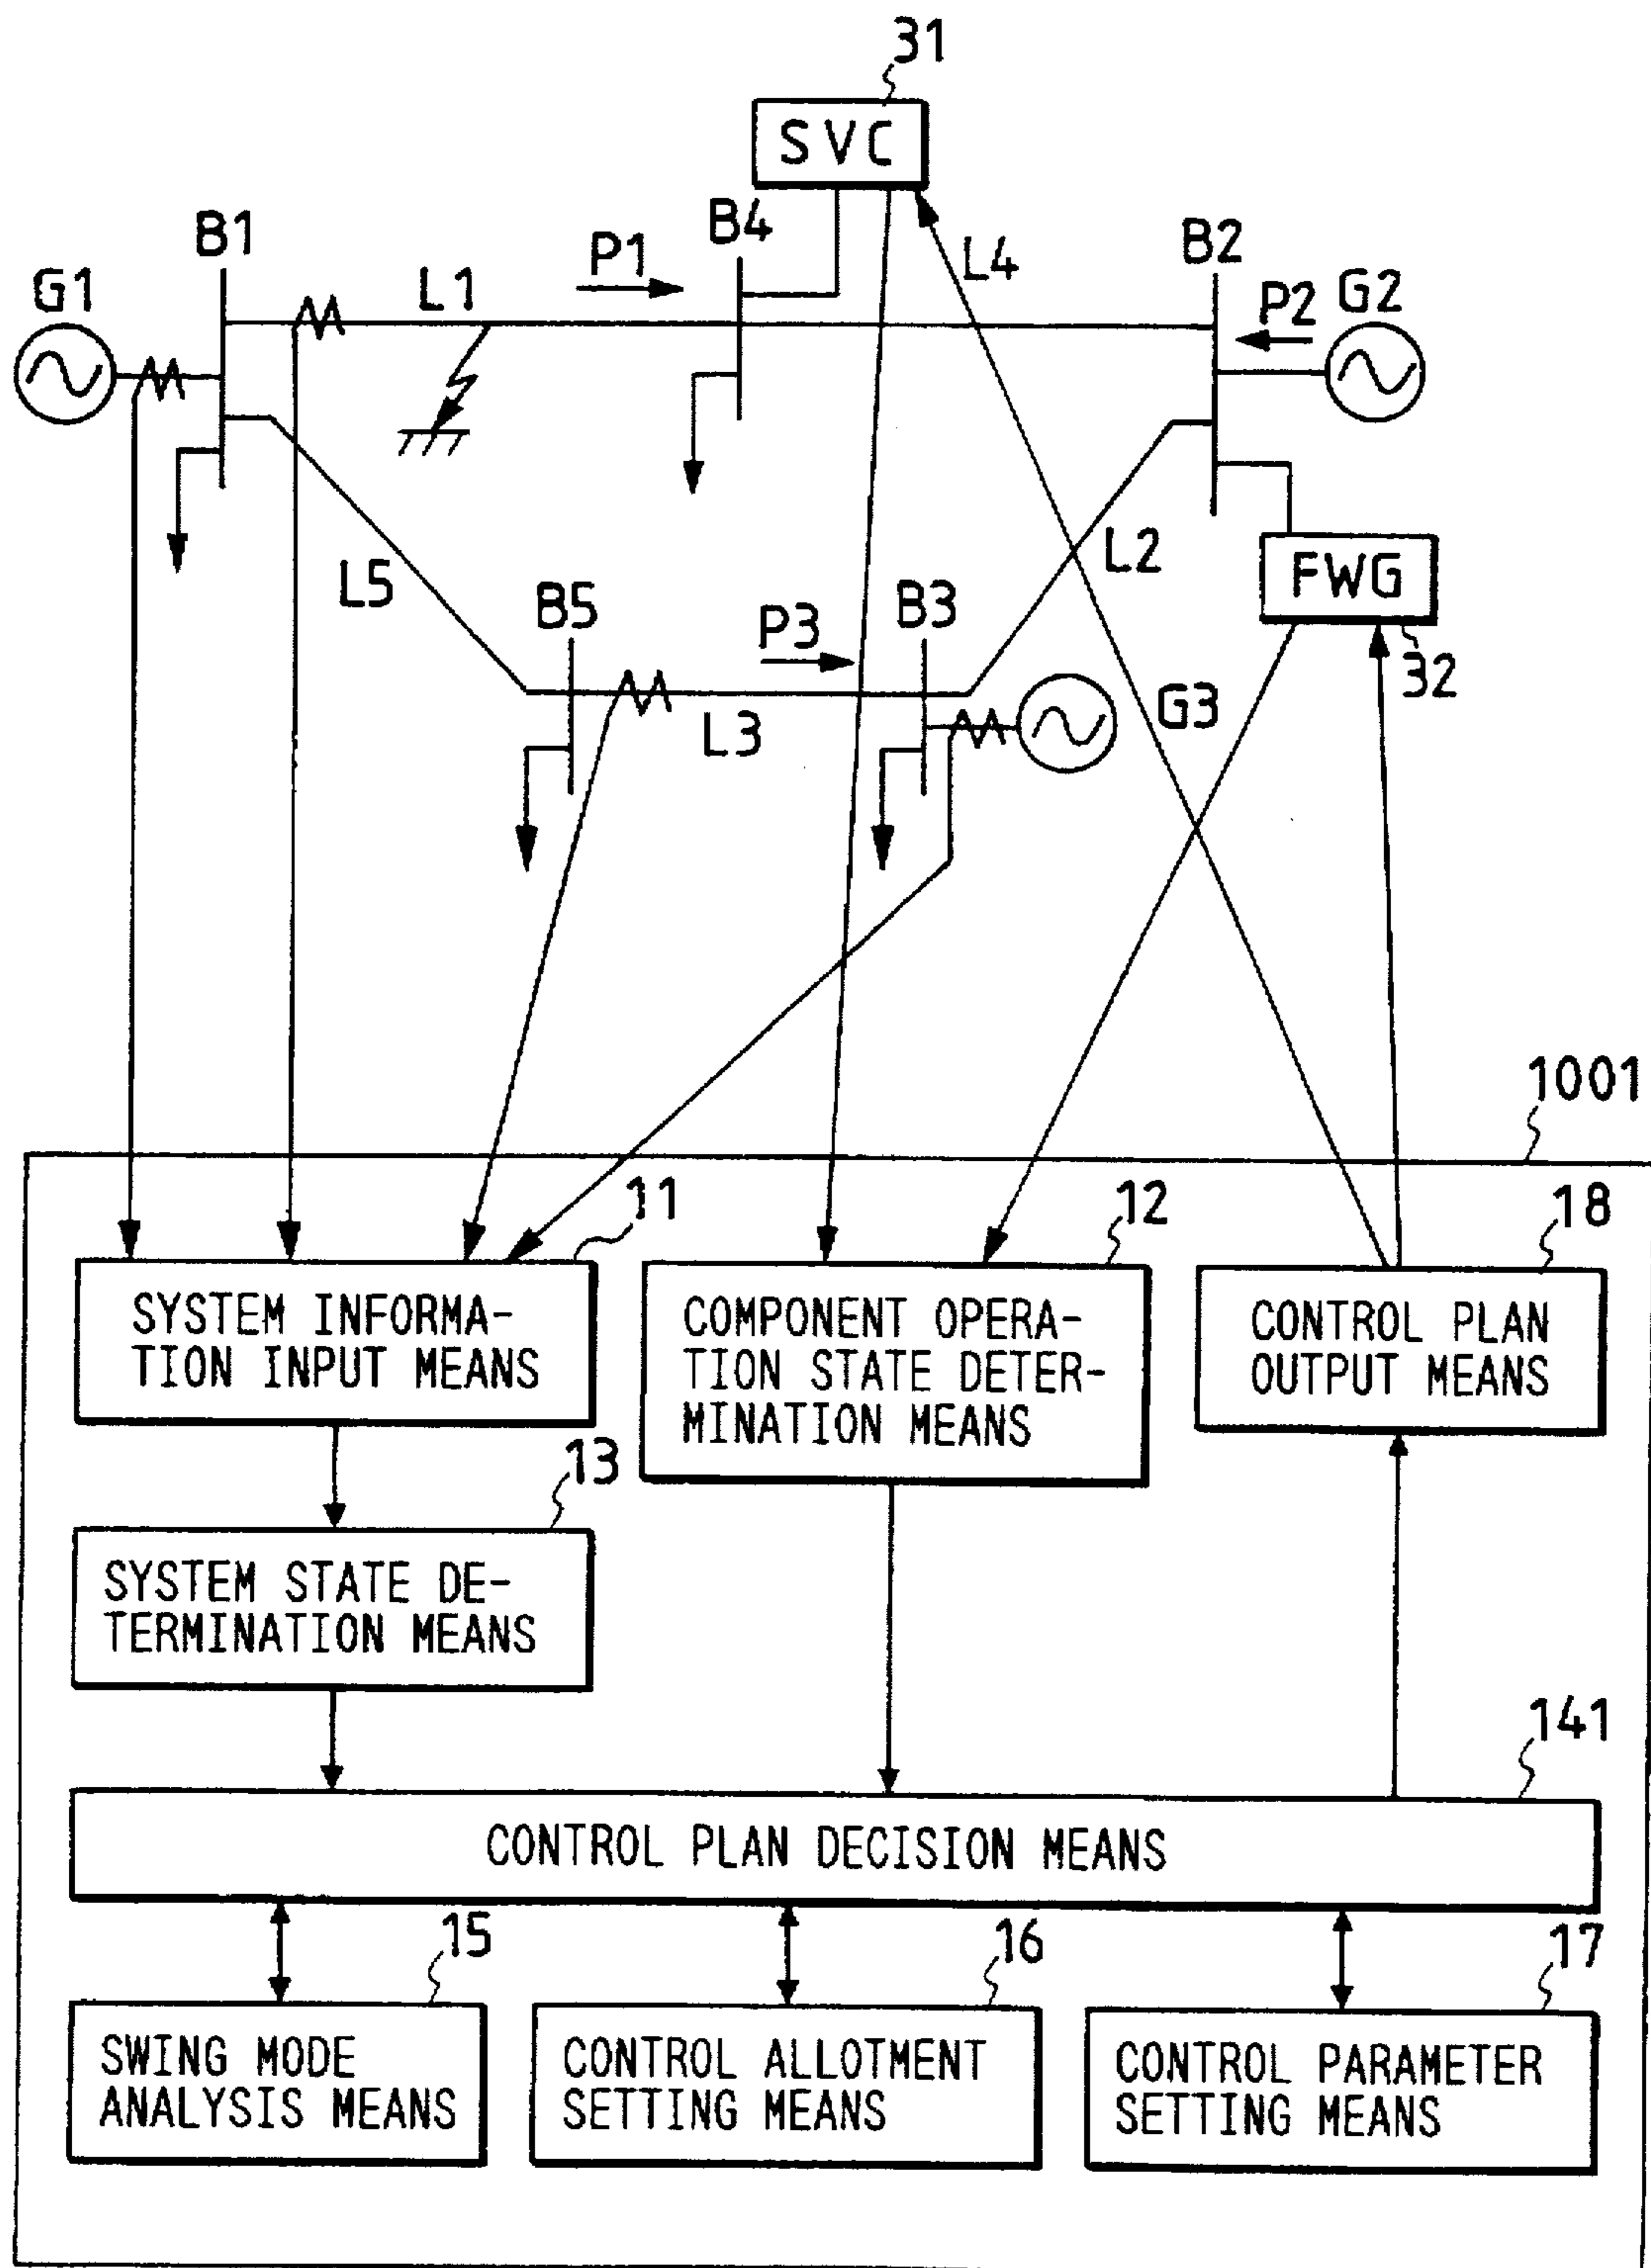 31
SVC
B1
B4
B2
G1
L1
P1
L4
P2
G2
L5
B5
P3
B3
L2
FWG
32
L3
G3
1001
11
12
18
SYSTEM INFORMA-
TION INPUT MEANS
COMPONENT OPERA-
TION STATE DETER-
MINATION MEANS
CONTROL PLAN
OUTPUT MEANS
13
SYSTEM STATE DE-
TERMINATION MEANS
141
CONTROL PLAN DECISION MEANS
15
16
17
SWING MODE
ANALYSIS MEANS
CONTROL ALLOTMENT
SETTING MEANS
CONTROL PARAMETER
SETTING MEANS